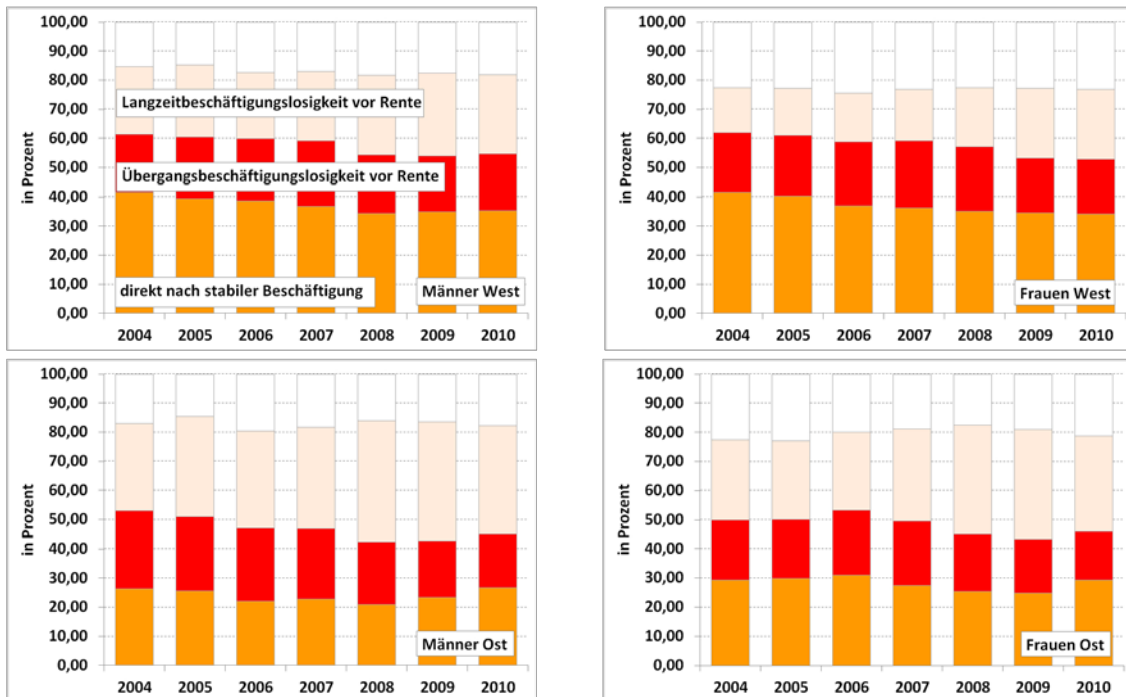 100,00
90,00
80,00
70,00
60,00
50,00
40,00
30,00
20,00
10,00
0,00
in Prozent
Langzeitbeschäftigungslosigkeit vor Rente
Übergangsbeschäftigungslosigkeit vor Rente
direkt nach stabiler Beschäftigung
Männer West
2004 2005 2006 2007 2008 2009 2010
100,00
90,00
80,00
70,00
60,00
50,00
40,00
30,00
20,00
10,00
0,00
in Prozent
Frauen West
2004 2005 2006 2007 2008 2009 2010
100,00
90,00
80,00
70,00
60,00
50,00
40,00
30,00
20,00
10,00
0,00
in Prozent
Männer Ost
2004 2005 2006 2007 2008 2009 2010
100,00
90,00
80,00
70,00
60,00
50,00
40,00
30,00
20,00
10,00
0,00
in Prozent
Frauen Ost
2004 2005 2006 2007 2008 2009 2010